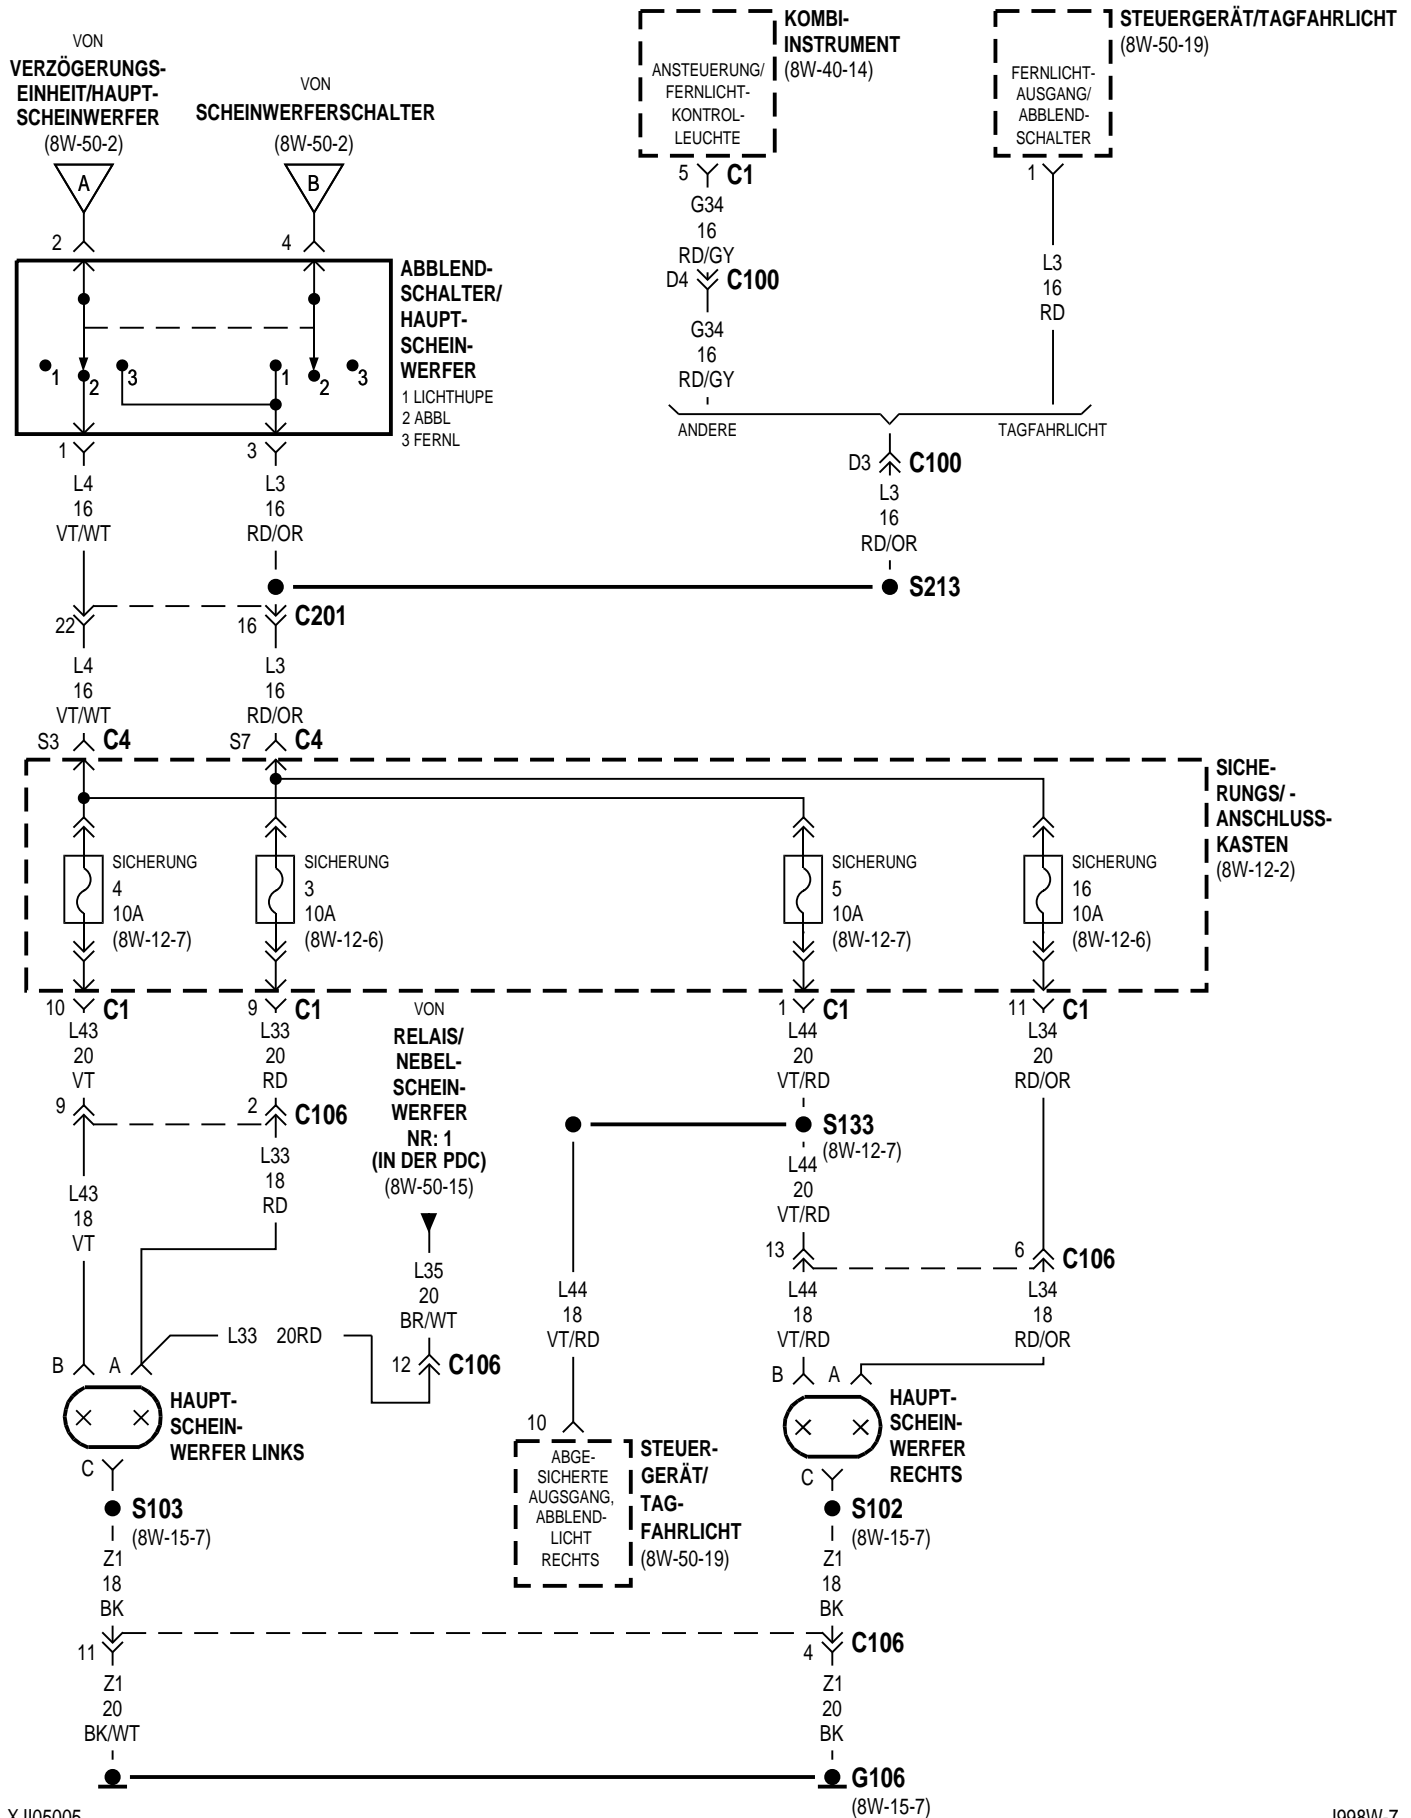 VON
VERZÖGERUNGS-
EINHEIT/HAUPT-
SCHEINWERFER
(8W-50-2)
A
VON
SCHEINWERFERSCHALTER
(8W-50-2)
B
KOMBI-
INSTRUMENT
(8W-40-14)
ANSTEUERUNG/
FERNLICHT-
KONTROL-
LEUCHTE
STEUERGERÄT/TAGFAHRLICHT
(8W-50-19)
FERNLICHT-
AUSGANG/
ABBLEND-
SCHALTER
5 C1
G34
16
RD/GY
D4 C100
G34
16
RD/GY
1
L3
16
RD
ANDERE
TAGFAHRLICHT
D3 C100
L3
16
RD/OR
S213
2
4
ABBLEND-
SCHALTER/
HAUPT-
SCHEIN-
WERFER
1 LICHTHUPE
2 ABBL
3 FERNL
1 2 3
1 2 3
1
L4
16
VT/WT
3
L3
16
RD/OR
22
16 C201
L4
16
VT/WT
L3
16
RD/OR
S3 C4
S7 C4
SICHE-
RUNGS/ -
ANSCHLUSS-
KASTEN
(8W-12-2)
SICHERUNG
4
10A
(8W-12-7)
SICHERUNG
3
10A
(8W-12-6)
SICHERUNG
5
10A
(8W-12-7)
SICHERUNG
16
10A
(8W-12-6)
10 C1
L43
20
VT
9 C1
L33
20
RD
1 C1
L44
20
VT/RD
11 C1
L34
20
RD/OR
9
2 C106
L43
18
VT
L33
18
RD
VON
RELAIS/
NEBEL-
SCHEIN-
WERFER
NR: 1
(IN DER PDC)
(8W-50-15)
L35
20
BR/WT
12 C106
L33 20RD
S133
(8W-12-7)
L44
20
VT/RD
13
6 C106
L44
18
VT/RD
L44
18
VT/RD
L34
18
RD/OR
B A
HAUPT-
SCHEIN-
WERFER LINKS
C
10
ABGE-
SICHERTE
AUGSGANG,
ABBLEND-
LICHT
RECHTS
STEUER-
GERÄT/
TAG-
FAHRLICHT
(8W-50-19)
B A
HAUPT-
SCHEIN-
WERFER
RECHTS
C
S103
(8W-15-7)
Z1
18
BK
S102
(8W-15-7)
Z1
18
BK
11
4 C106
Z1
20
BK/WT
Z1
20
BK
G106
(8W-15-7)